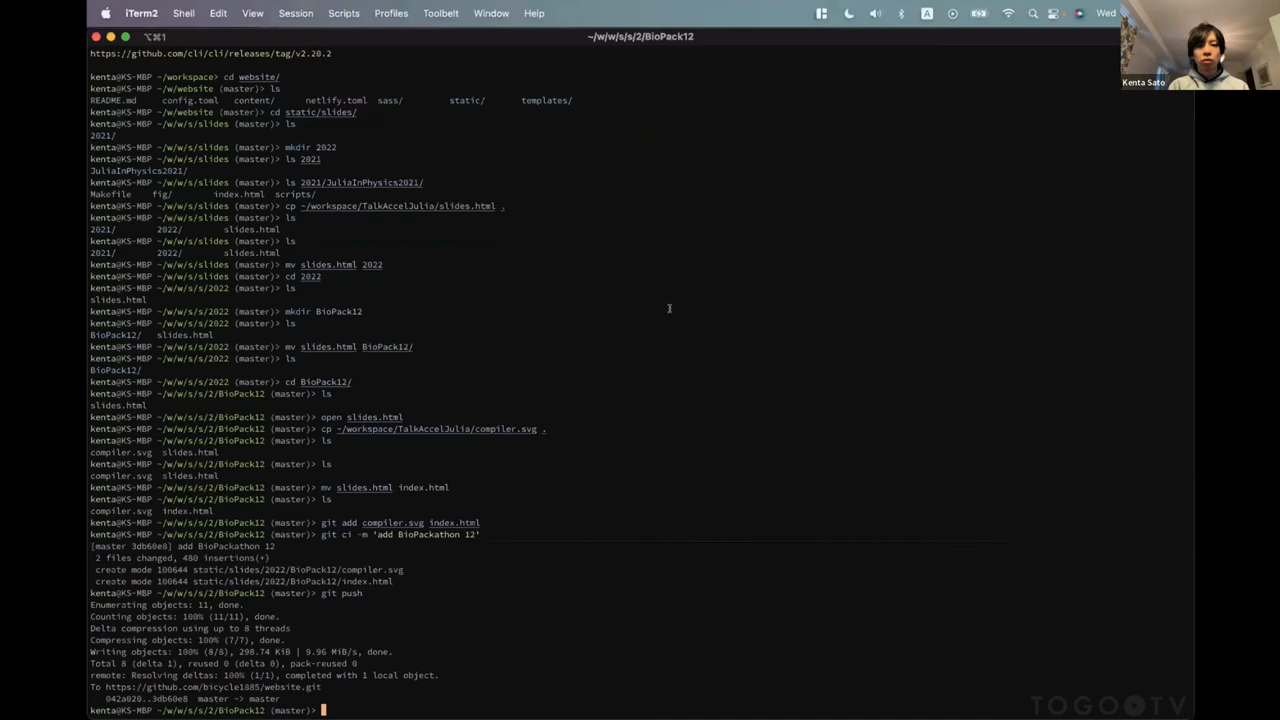 iTerm2 Shell Edit View Session Scripts Profiles Toolbelt Window Help A Wed
⌥⌘1 ~/w/w/s/s/2/BioPack12
Kenta Sato
https://github.com/cli/cli/releases/tag/v2.20.2
kenta@KS-MBP ~/workspace> cd website/
kenta@KS-MBP ~/w/website (master)> ls
README.md config.toml content/ netlify.toml sass/ static/ templates/
kenta@KS-MBP ~/w/website (master)> cd static/slides/
kenta@KS-MBP ~/w/w/s/slides (master)> ls
2021/
kenta@KS-MBP ~/w/w/s/slides (master)> mkdir 2022
kenta@KS-MBP ~/w/w/s/slides (master)> ls 2021
JuliaInPhysics2021/
kenta@KS-MBP ~/w/w/s/slides (master)> ls 2021/JuliaInPhysics2021/
Makefile fig/ index.html scripts/
kenta@KS-MBP ~/w/w/s/slides (master)> cp ~/workspace/TalkAccelJulia/slides.html .
kenta@KS-MBP ~/w/w/s/slides (master)> ls
2021/ 2022/ slides.html
kenta@KS-MBP ~/w/w/s/slides (master)> ls
2021/ 2022/ slides.html
kenta@KS-MBP ~/w/w/s/slides (master)> mv slides.html 2022
kenta@KS-MBP ~/w/w/s/slides (master)> cd 2022
kenta@KS-MBP ~/w/w/s/s/2022 (master)> ls
slides.html
kenta@KS-MBP ~/w/w/s/s/2022 (master)> mkdir BioPack12
kenta@KS-MBP ~/w/w/s/s/2022 (master)> ls
BioPack12/ slides.html
kenta@KS-MBP ~/w/w/s/s/2022 (master)> mv slides.html BioPack12/
kenta@KS-MBP ~/w/w/s/s/2022 (master)> ls
BioPack12/
kenta@KS-MBP ~/w/w/s/s/2022 (master)> cd BioPack12/
kenta@KS-MBP ~/w/w/s/s/2/BioPack12 (master)> ls
slides.html
kenta@KS-MBP ~/w/w/s/s/2/BioPack12 (master)> open slides.html
kenta@KS-MBP ~/w/w/s/s/2/BioPack12 (master)> cp ~/workspace/TalkAccelJulia/compiler.svg .
kenta@KS-MBP ~/w/w/s/s/2/BioPack12 (master)> ls
compiler.svg slides.html
kenta@KS-MBP ~/w/w/s/s/2/BioPack12 (master)> ls
compiler.svg slides.html
kenta@KS-MBP ~/w/w/s/s/2/BioPack12 (master)> mv slides.html index.html
kenta@KS-MBP ~/w/w/s/s/2/BioPack12 (master)> ls
compiler.svg index.html
kenta@KS-MBP ~/w/w/s/s/2/BioPack12 (master)> git add compiler.svg index.html
kenta@KS-MBP ~/w/w/s/s/2/BioPack12 (master)> git ci -m 'add BioPackathon 12'
[master 3db60e8] add BioPackathon 12
2 files changed, 480 insertions(+)
create mode 100644 static/slides/2022/BioPack12/compiler.svg
create mode 100644 static/slides/2022/BioPack12/index.html
kenta@KS-MBP ~/w/w/s/s/2/BioPack12 (master)> git push
Enumerating objects: 11, done.
Counting objects: 100% (11/11), done.
Delta compression using up to 8 threads
Compressing objects: 100% (7/7), done.
Writing objects: 100% (8/8), 298.74 KiB | 9.96 MiB/s, done.
Total 8 (delta 1), reused 0 (delta 0), pack-reused 0
remote: Resolving deltas: 100% (1/1), completed with 1 local object.
To https://github.com/bicycle1885/website.git
042a020..3db60e8 master -> master
kenta@KS-MBP ~/w/w/s/s/2/BioPack12 (master)>
TOGOTV